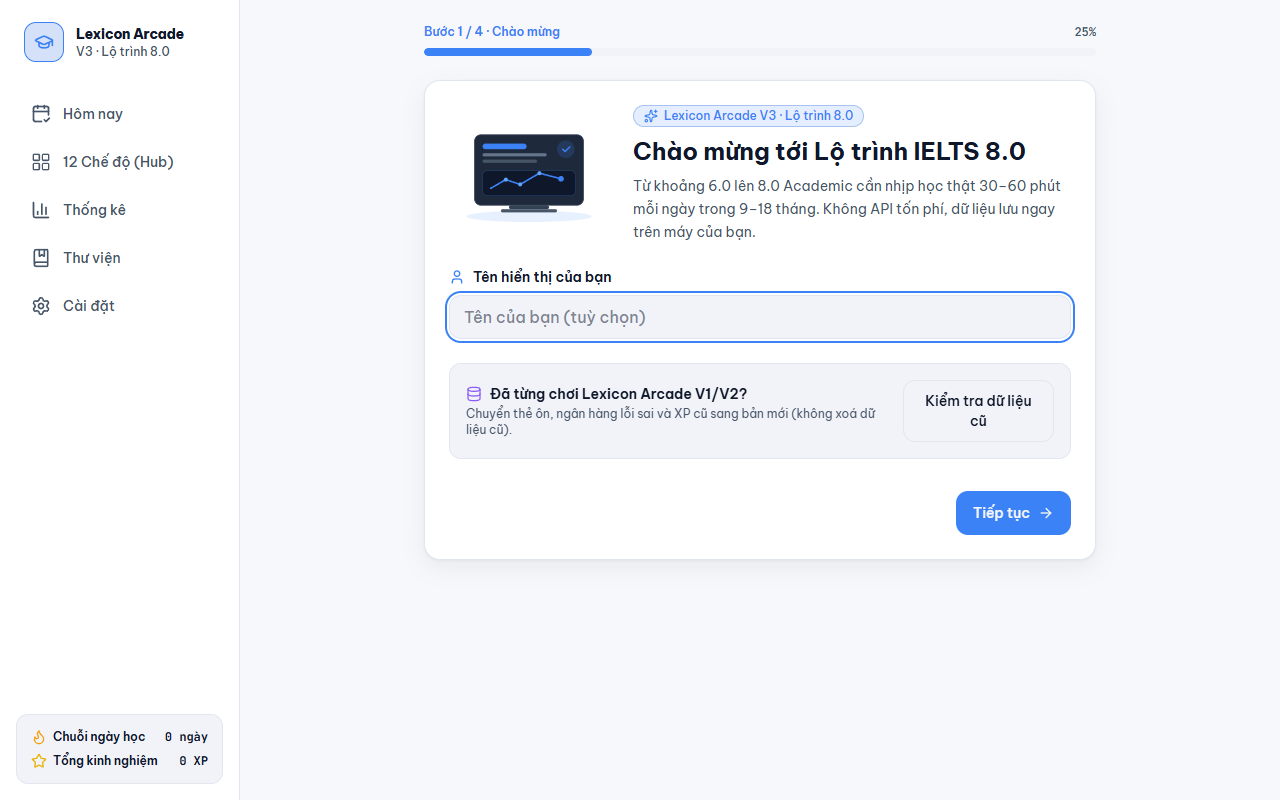 Lexicon Arcade
V3 · Lộ trình 8.0
Hôm nay
12 Chế độ (Hub)
Thống kê
Thư viện
Cài đặt
Chuỗi ngày học 0 ngày
Tổng kinh nghiệm 0 XP
Bước 1 / 4 · Chào mừng 25%
Lexicon Arcade V3 · Lộ trình 8.0
Chào mừng tới Lộ trình IELTS 8.0
Từ khoảng 6.0 lên 8.0 Academic cần nhịp học thật 30–60 phút
mỗi ngày trong 9–18 tháng. Không API tốn phí, dữ liệu lưu ngay
trên máy của bạn.
Tên hiển thị của bạn
Tên của bạn (tuỳ chọn)
Đã từng chơi Lexicon Arcade V1/V2?
Chuyển thẻ ôn, ngân hàng lỗi sai và XP cũ sang bản mới (không xoá dữ
liệu cũ).
Kiểm tra dữ liệu
cũ
Tiếp tục